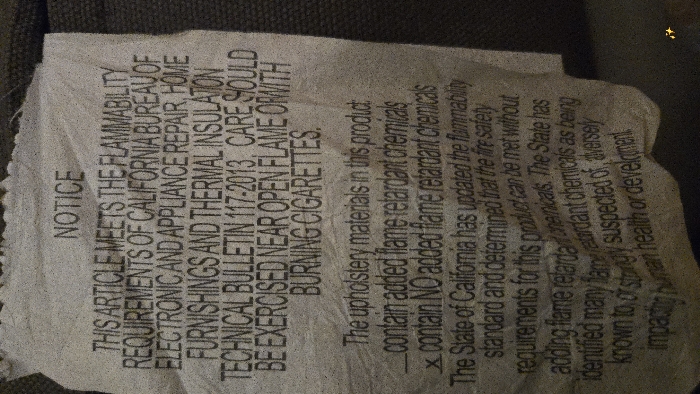 NOTICE
THIS ARTICLE MEETS THE FLAMMABILITY
REQUIREMENTS OF CALIFORNIA BUREAU OF
ELECTRONIC AND APPLIANCE REPAIR, HOME
FURNISHINGS AND THERMAL INSULATION
TECHNICAL BULLETIN 117-2013. CARE SHOULD
BE EXERCISED NEAR OPEN FLAME OR WITH
BURNING CIGARETTES.
The upholstery materials in this product
_contain added flame retardant chemicals
x contain NO added flame retardant chemicals
The State of California has updated the flammability
standard and determined that the fire safety
requirements for this product can be met without
adding flame retardant chemicals. The State has
identified many flame retardant chemicals as being
known to or strongly suspected of adversely
impacting human health or development